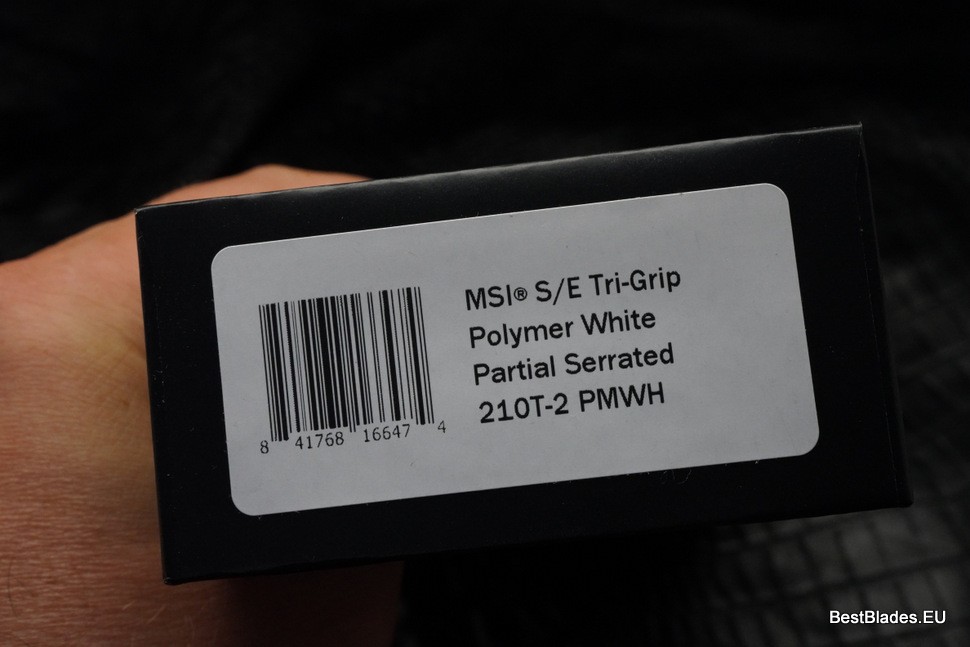 MSI® S/E Tri-Grip
Polymer White
Partial Serrated
210T-2 PMWH
8 41768 16647 4
BestBlades.EU